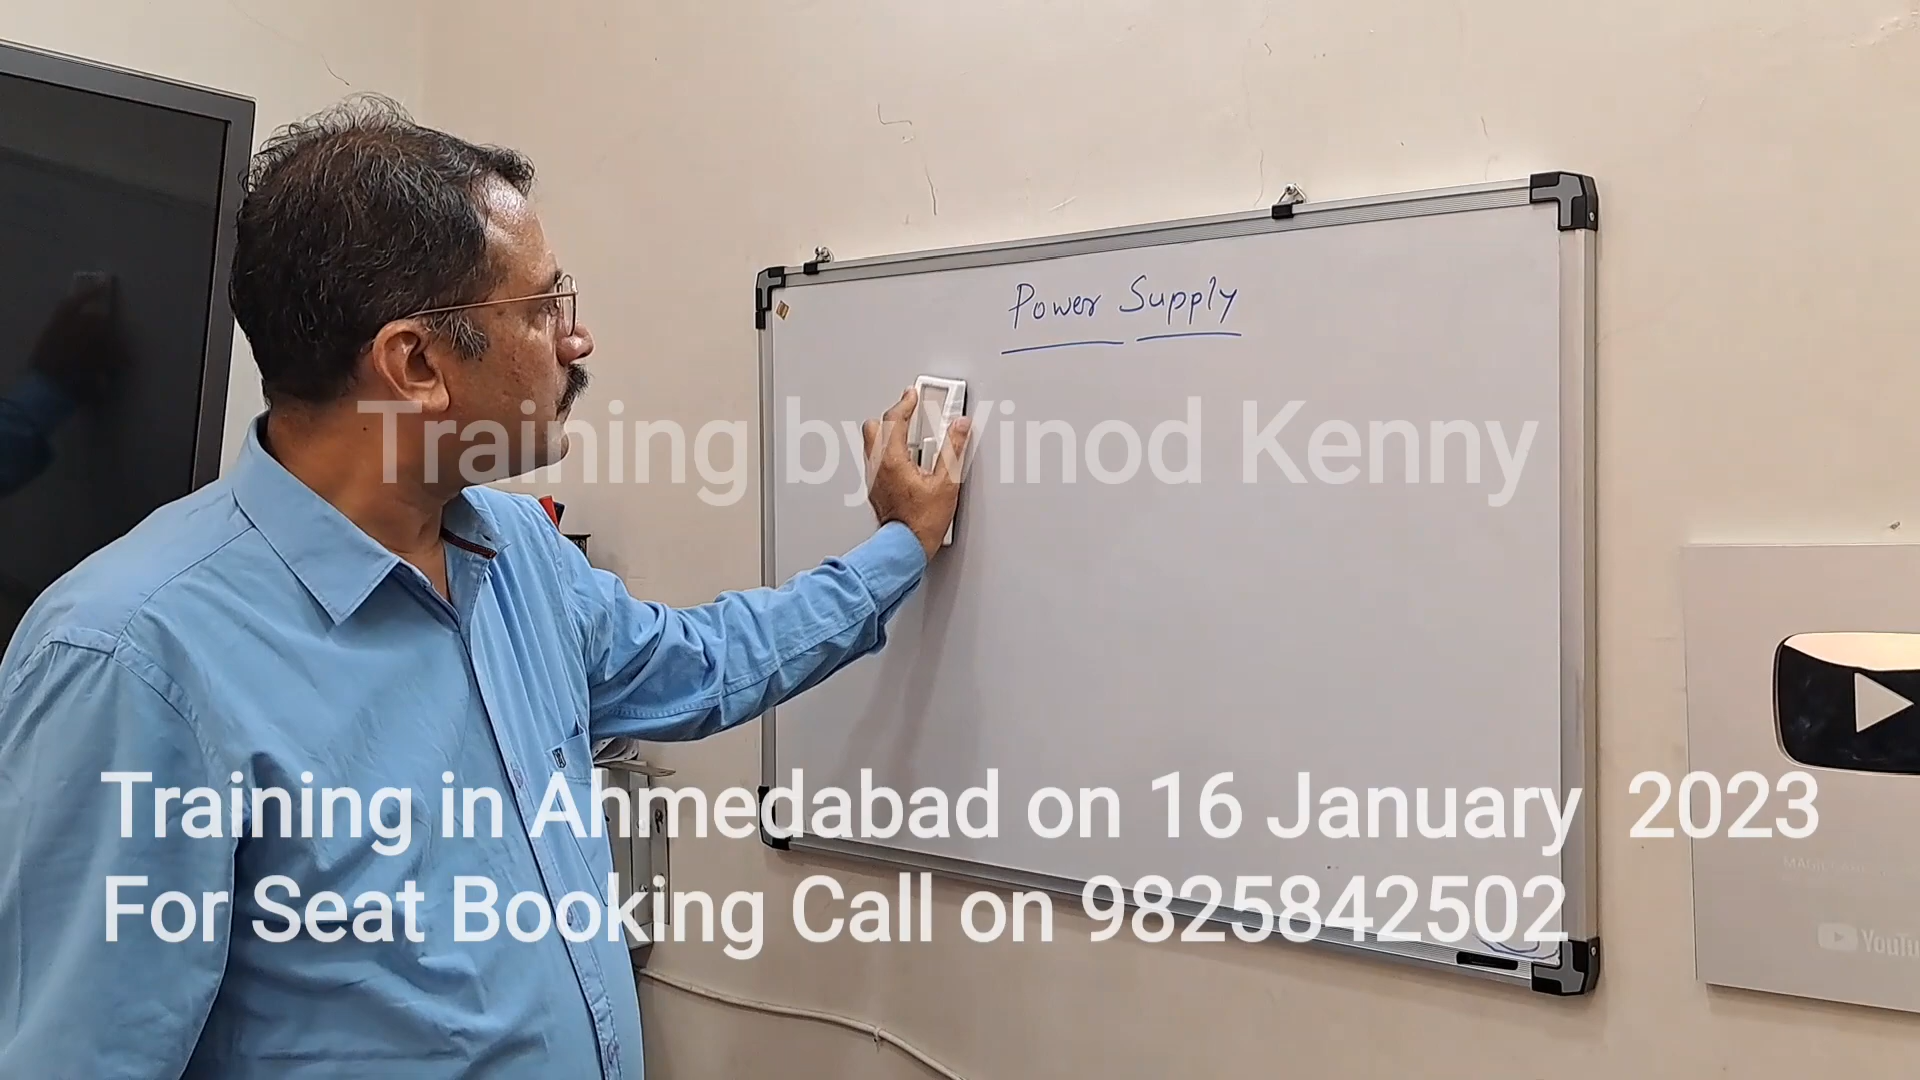 Power Supply
Training by Vinod Kenny
Training in Ahmedabad on 16 January 2023
For Seat Booking Call on 9825842502